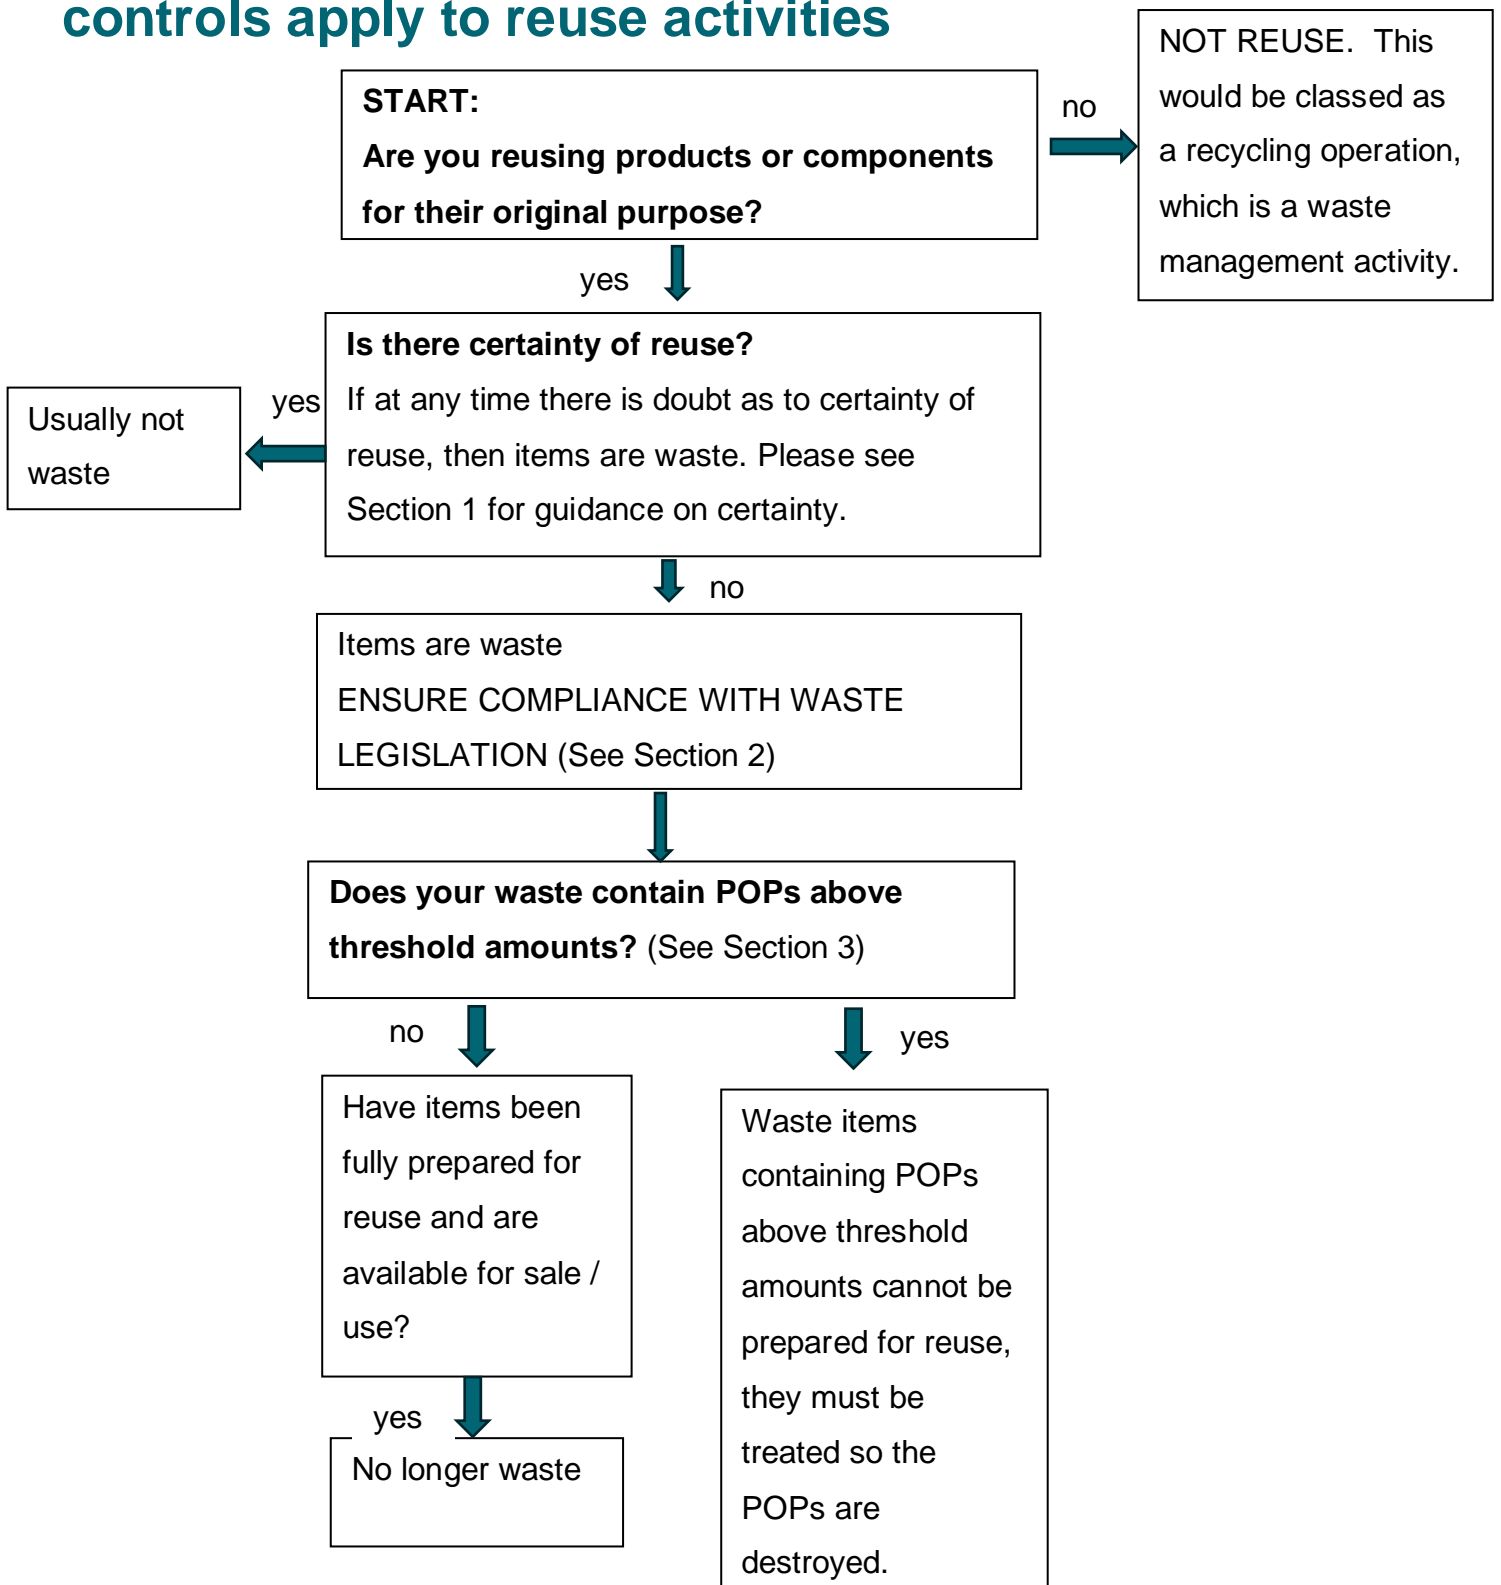 controls apply to reuse activities
START:
Are you reusing products or components
for their original purpose?
no
NOT REUSE. This
would be classed as
a recycling operation,
which is a waste
management activity.
yes
Is there certainty of reuse?
If at any time there is doubt as to certainty of
reuse, then items are waste. Please see
Section 1 for guidance on certainty.
yes
Usually not
waste
no
Items are waste
ENSURE COMPLIANCE WITH WASTE
LEGISLATION (See Section 2)
Does your waste contain POPs above
threshold amounts? (See Section 3)
no
Have items been
fully prepared for
reuse and are
available for sale /
use?
yes
No longer waste
yes
Waste items
containing POPs
above threshold
amounts cannot be
prepared for reuse,
they must be
treated so the
POPs are
destroyed.